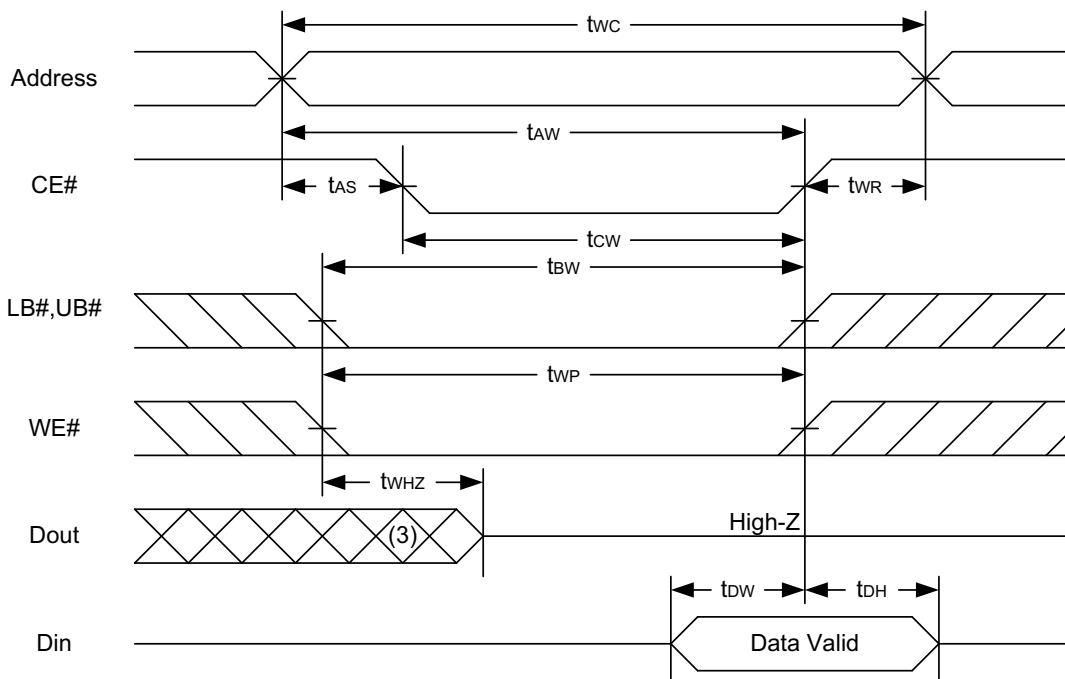 tWC
Address
tAW
CE#
tAS
tWR
tCW
tBW
LB#,UB#
tWP
WE#
tWHZ
Dout
(3)
High-Z
tDW
tDH
Din
Data Valid